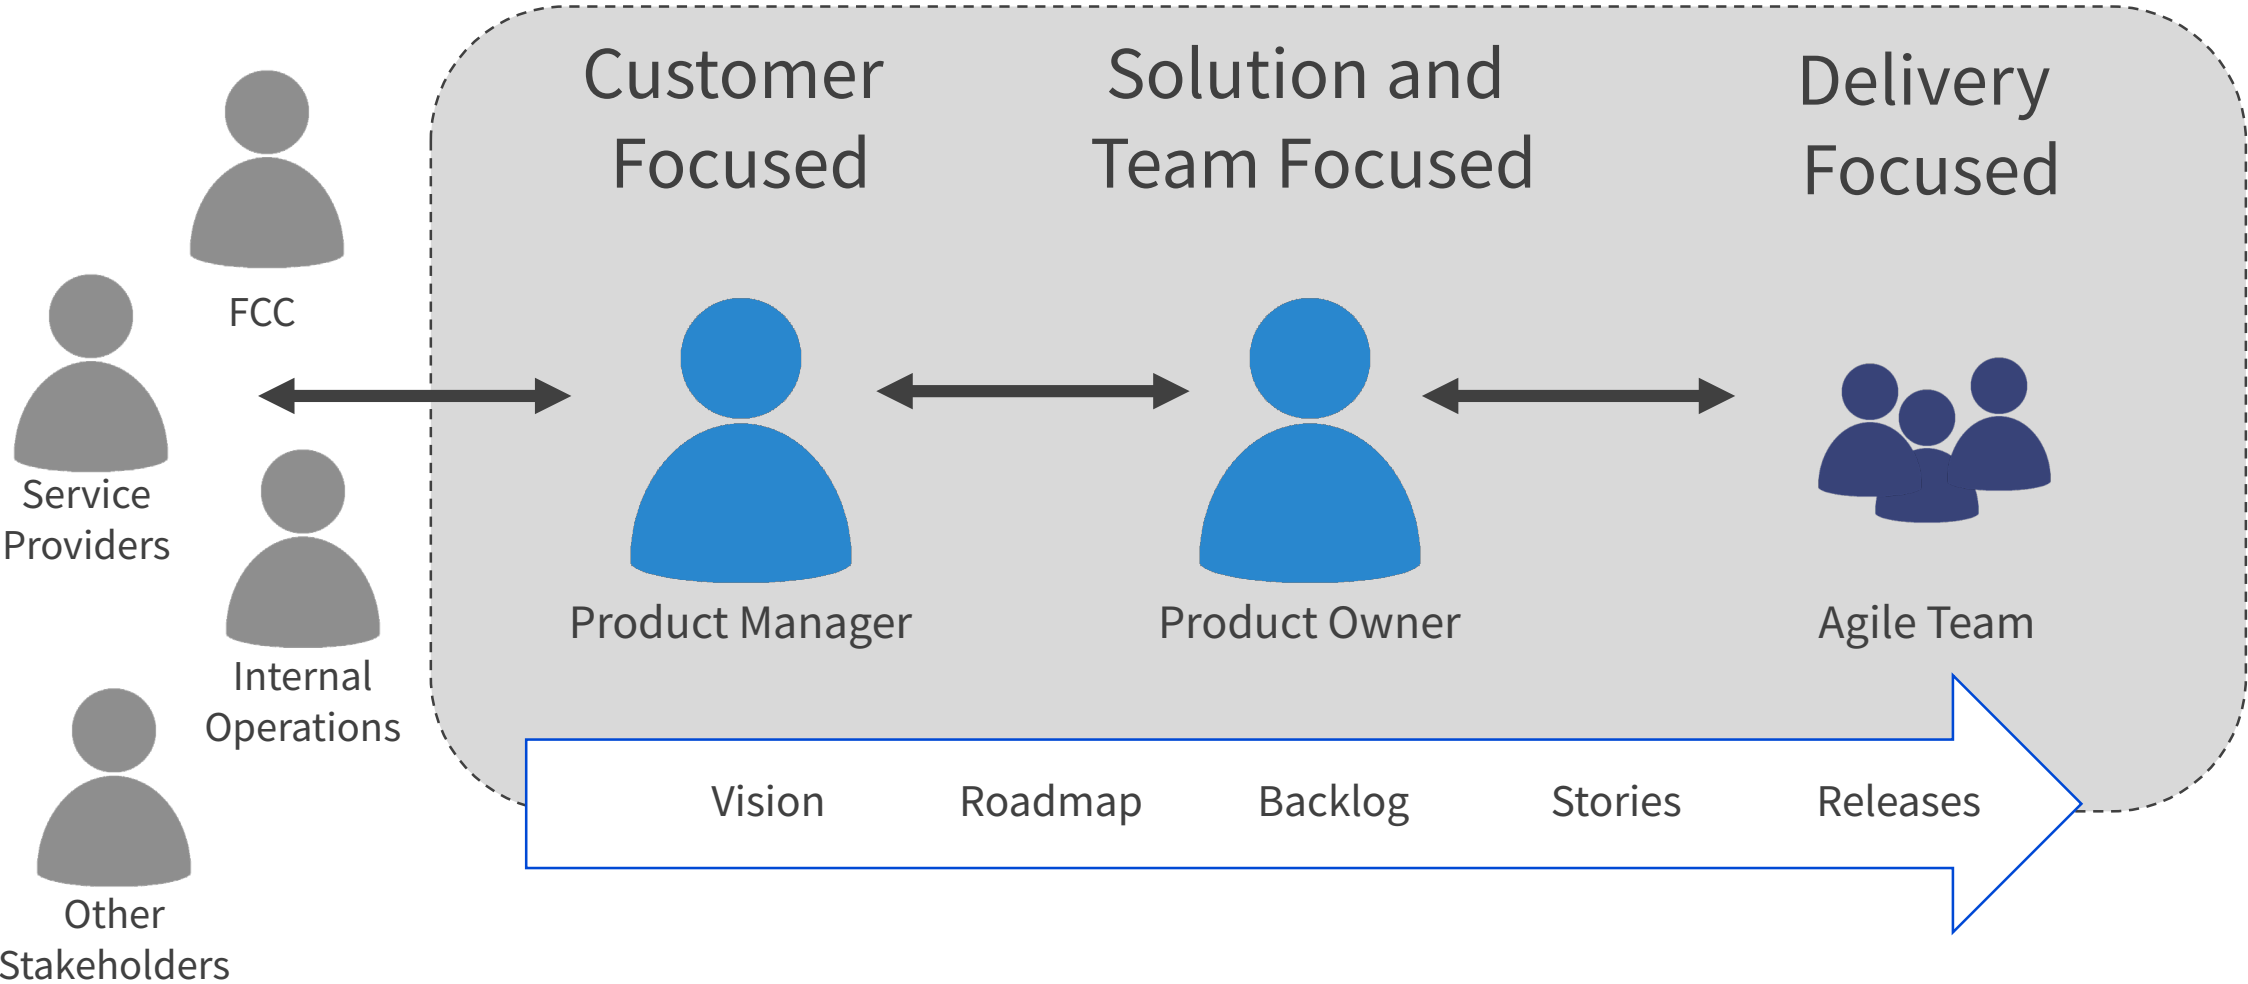 Customer
Focused
Solution and
Team Focused
Delivery
Focused
FCC
Service
Providers
Internal
Operations
Other
Stakeholders
Product Manager
Product Owner
Agile Team
Vision
Roadmap
Backlog
Stories
Releases